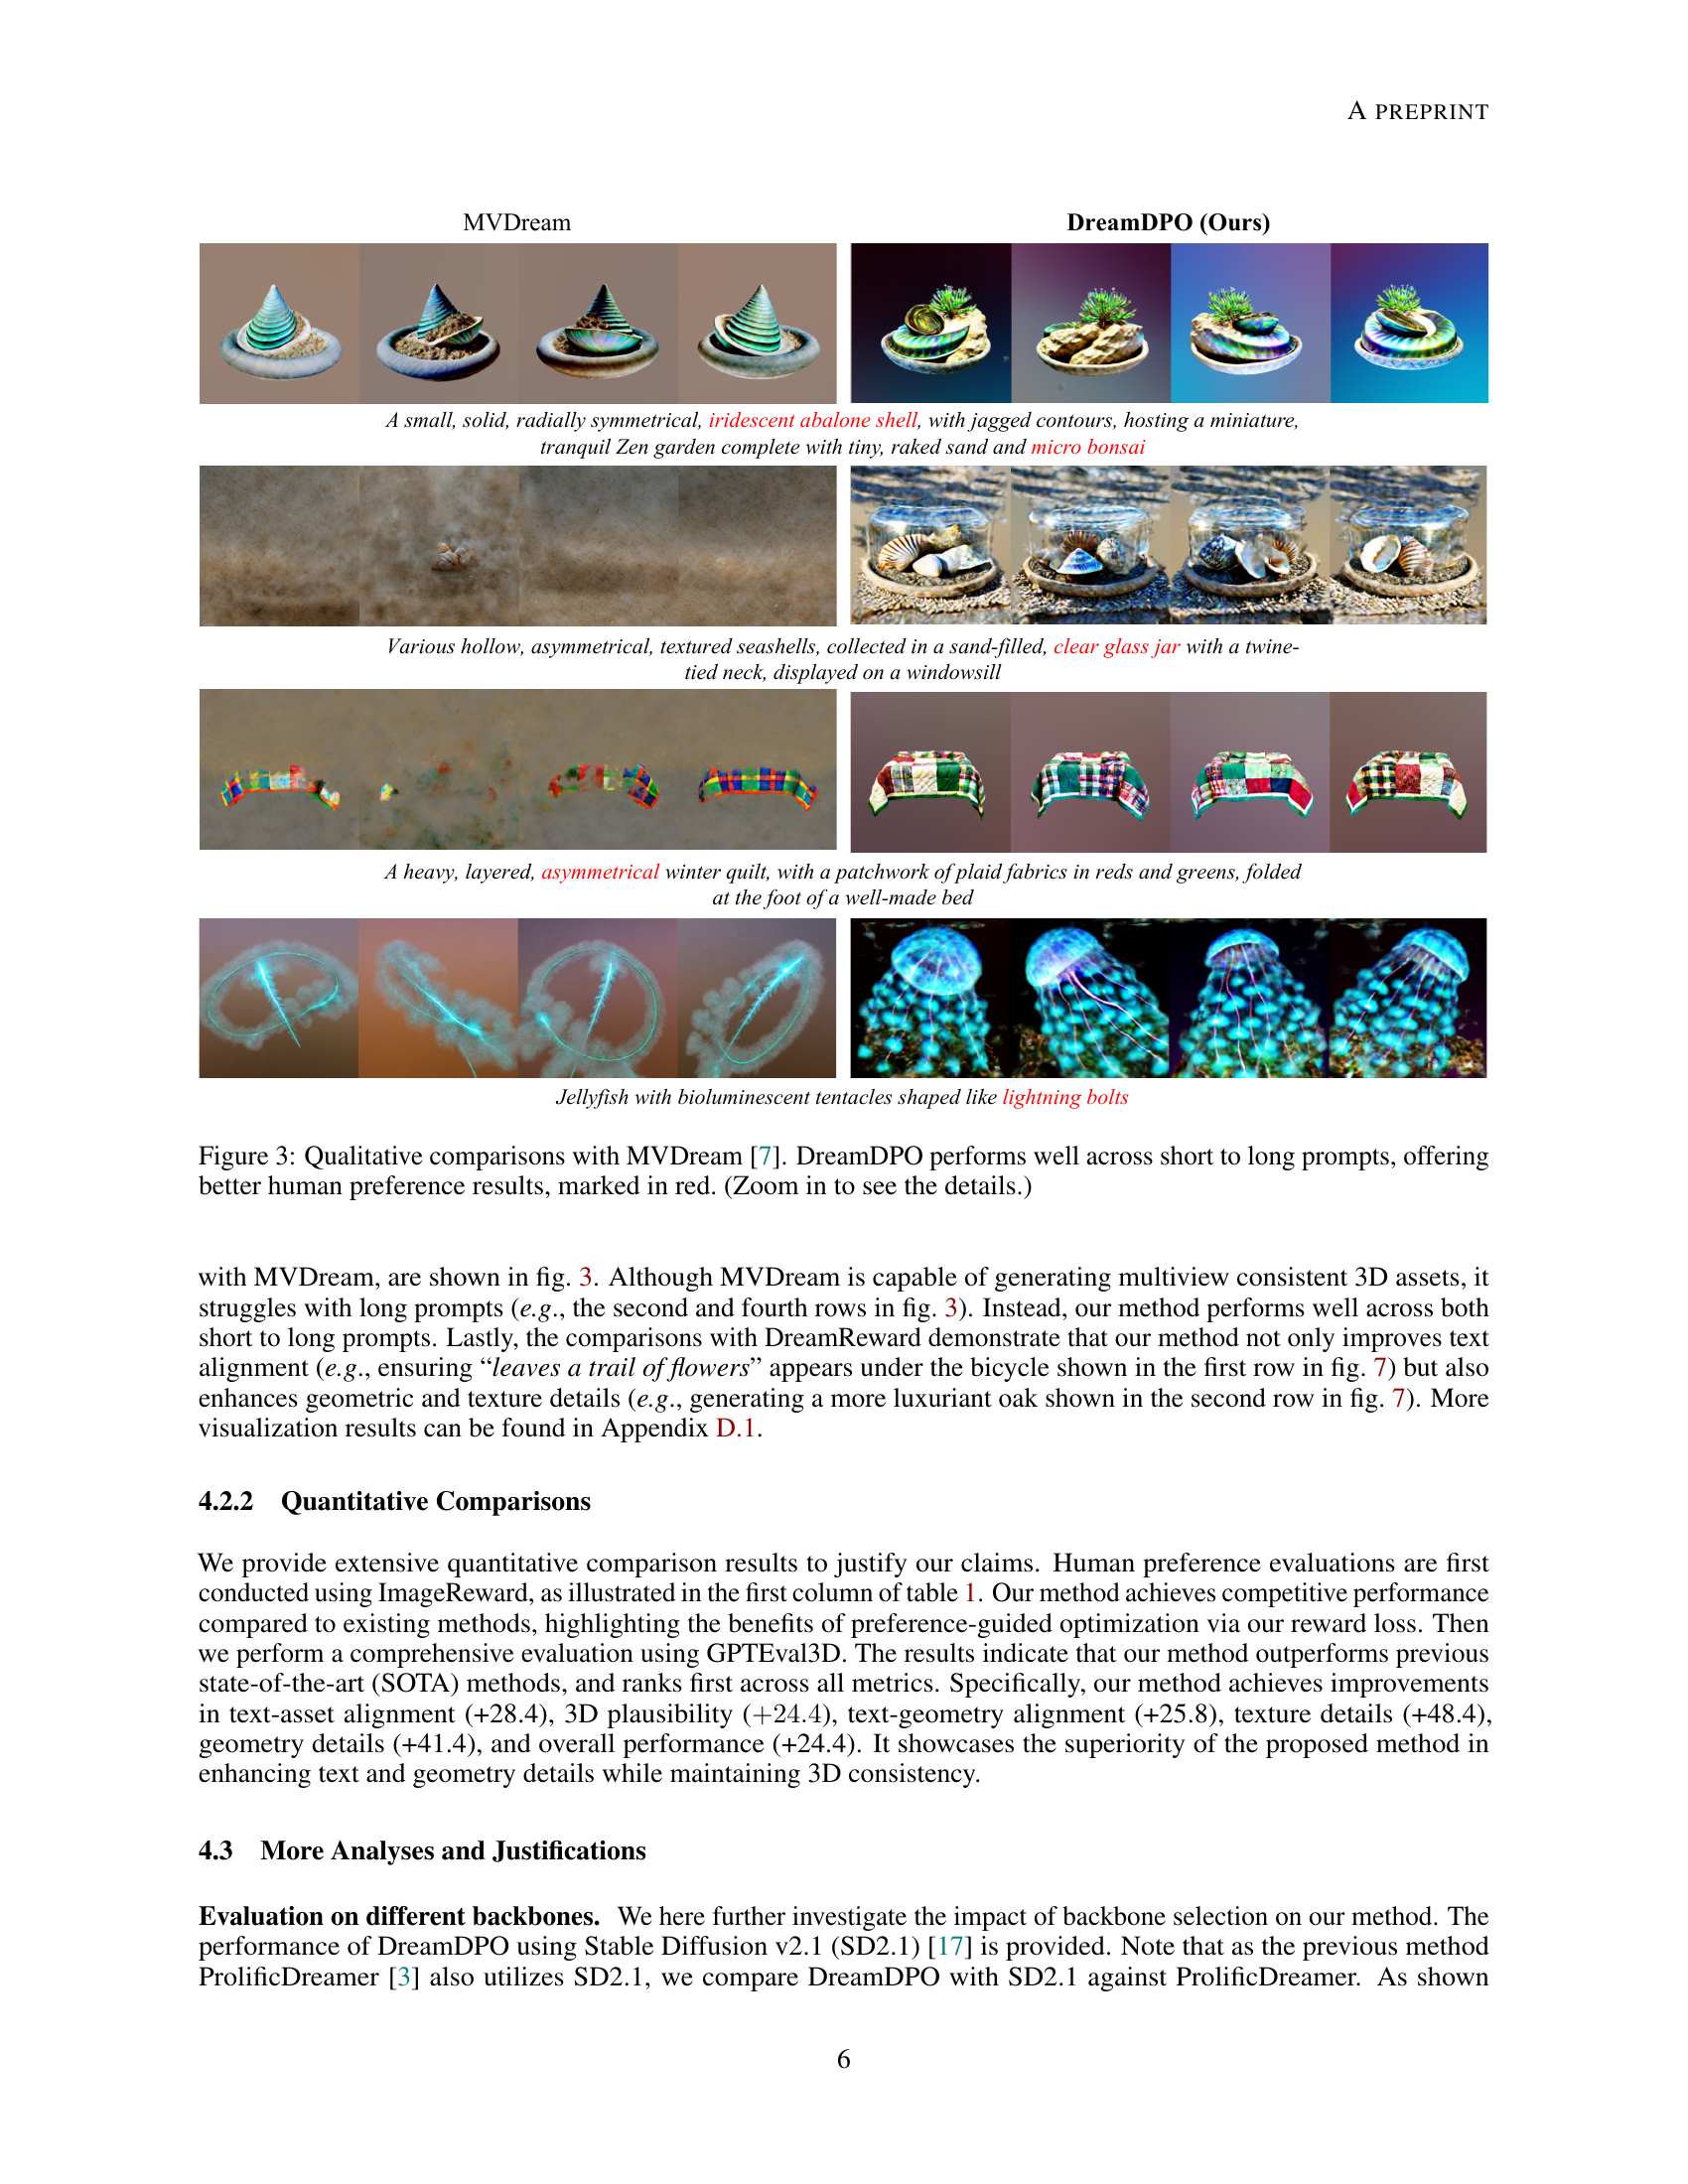 A PREPRINT
MVDream
DreamDPO (Ours)
A small, solid, radially symmetrical, iridescent abalone shell, with jagged contours, hosting a miniature,
tranquil Zen garden complete with tiny, raked sand and micro bonsai
Various hollow, asymmetrical, textured seashells, collected in a sand-filled, clear glass jar with a twine-
tied neck, displayed on a windowsill
A heavy, layered, asymmetrical winter quilt, with a patchwork of plaid fabrics in reds and greens, folded
at the foot of a well-made bed
Jellyfish with bioluminescent tentacles shaped like lightning bolts
Figure 3: Qualitative comparisons with MVDream [7]. DreamDPO performs well across short to long prompts, offering
better human preference results, marked in red. (Zoom in to see the details.)
with MVDream, are shown in fig. 3. Although MVDream is capable of generating multiview consistent 3D assets, it
struggles with long prompts (e.g., the second and fourth rows in fig. 3). Instead, our method performs well across both
short to long prompts. Lastly, the comparisons with DreamReward demonstrate that our method not only improves text
alignment (e.g., ensuring “leaves a trail of flowers” appears under the bicycle shown in the first row in fig. 7) but also
enhances geometric and texture details (e.g., generating a more luxuriant oak shown in the second row in fig. 7). More
visualization results can be found in Appendix D.1.
4.2.2 Quantitative Comparisons
We provide extensive quantitative comparison results to justify our claims. Human preference evaluations are first
conducted using ImageReward, as illustrated in the first column of table 1. Our method achieves competitive performance
compared to existing methods, highlighting the benefits of preference-guided optimization via our reward loss. Then
we perform a comprehensive evaluation using GPTEval3D. The results indicate that our method outperforms previous
state-of-the-art (SOTA) methods, and ranks first across all metrics. Specifically, our method achieves improvements
in text-asset alignment (+28.4), 3D plausibility (+24.4), text-geometry alignment (+25.8), texture details (+48.4),
geometry details (+41.4), and overall performance (+24.4). It showcases the superiority of the proposed method in
enhancing text and geometry details while maintaining 3D consistency.
4.3 More Analyses and Justifications
Evaluation on different backbones. We here further investigate the impact of backbone selection on our method. The
performance of DreamDPO using Stable Diffusion v2.1 (SD2.1) [17] is provided. Note that as the previous method
ProlificDreamer [3] also utilizes SD2.1, we compare DreamDPO with SD2.1 against ProlificDreamer. As shown
6